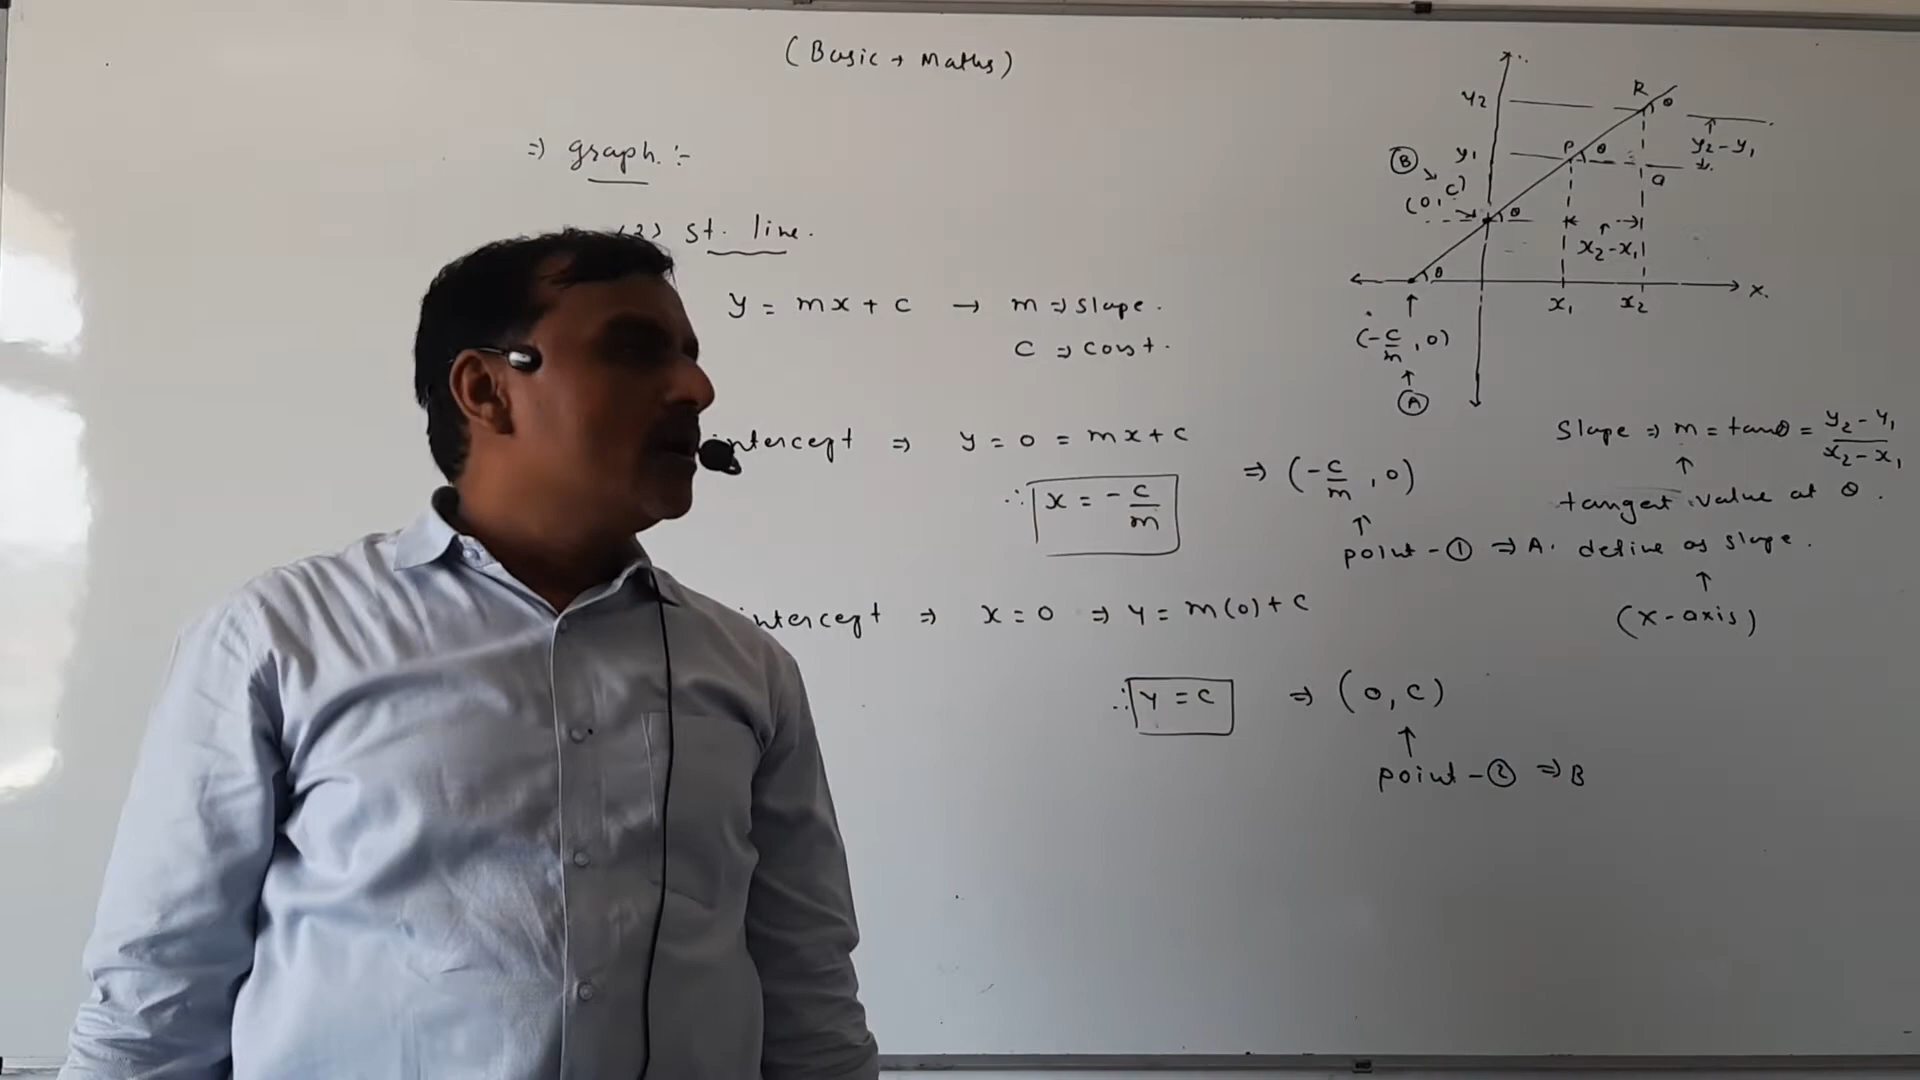 (Basic → Maths)
⇒ graph :-
(2) st. line.
y = mx + c → m ⇒ slope.
c ⇒ const.
intercept ⇒ y = 0 = mx + c
∴ x = - c/m ⇒ (- c/m , 0)
↑
point - ① ⇒ A.
intercept ⇒ x = 0 ⇒ y = m(0) + c
∴ y = c ⇒ (0, c)
↑
point - ② ⇒ B
y2
R
θ
y1
P
θ
y2 - y1
Q
Ⓑ
(0, c)
θ
x2 - x1
θ
x1
x2
x.
(- c/m , 0)
↑
Ⓐ
Slope ⇒ m = tanθ = y2 - y1 / x2 - x1
↑
tangent value at θ.
define as slope.
↑
(x-axis)